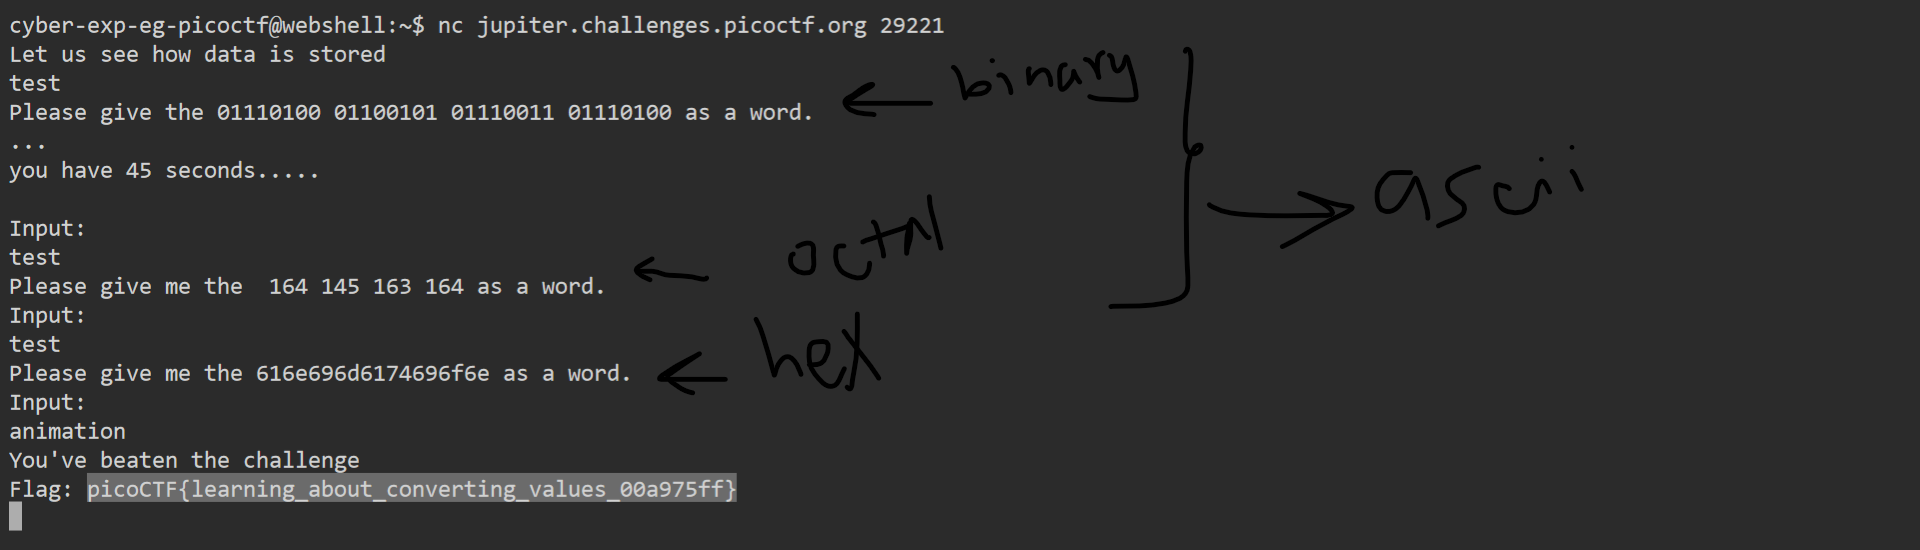 cyber-exp-eg-picoctf@webshell:~$ nc jupiter.challenges.picoctf.org 29221
Let us see how data is stored
test
Please give the 01110100 01100101 01110011 01110100 as a word.
binary
...
you have 45 seconds.....
ascii
Input:
test
octal
Please give me the  164 145 163 164 as a word.
Input:
test
hex
Please give me the 616e696d6174696f6e as a word.
Input:
animation
You've beaten the challenge
Flag: picoCTF{learning_about_converting_values_00a975ff}